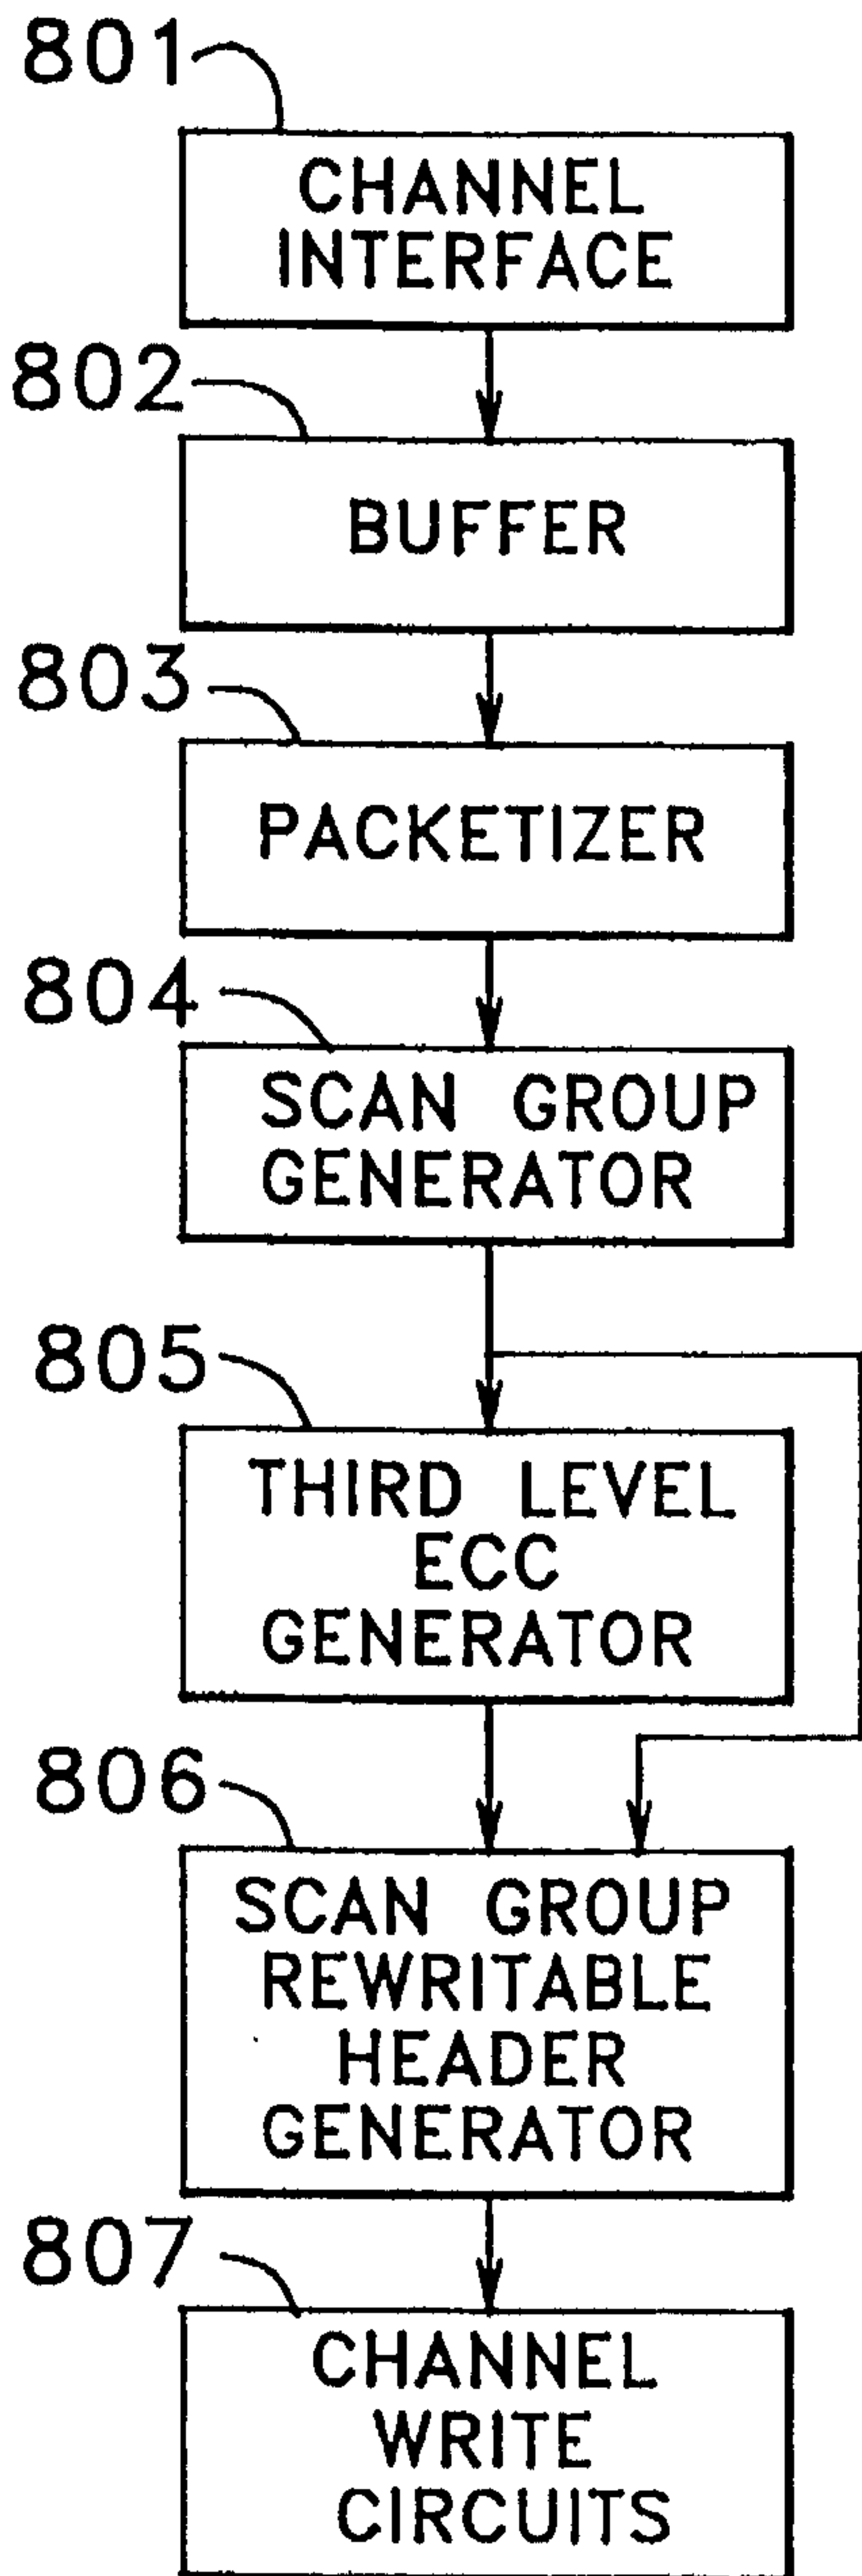 801
CHANNEL
INTERFACE
802
BUFFER
803
PACKETIZER
804
SCAN GROUP
GENERATOR
805
THIRD LEVEL
ECC
GENERATOR
806
SCAN GROUP
REWRITABLE
HEADER
GENERATOR
807
CHANNEL
WRITE
CIRCUITS